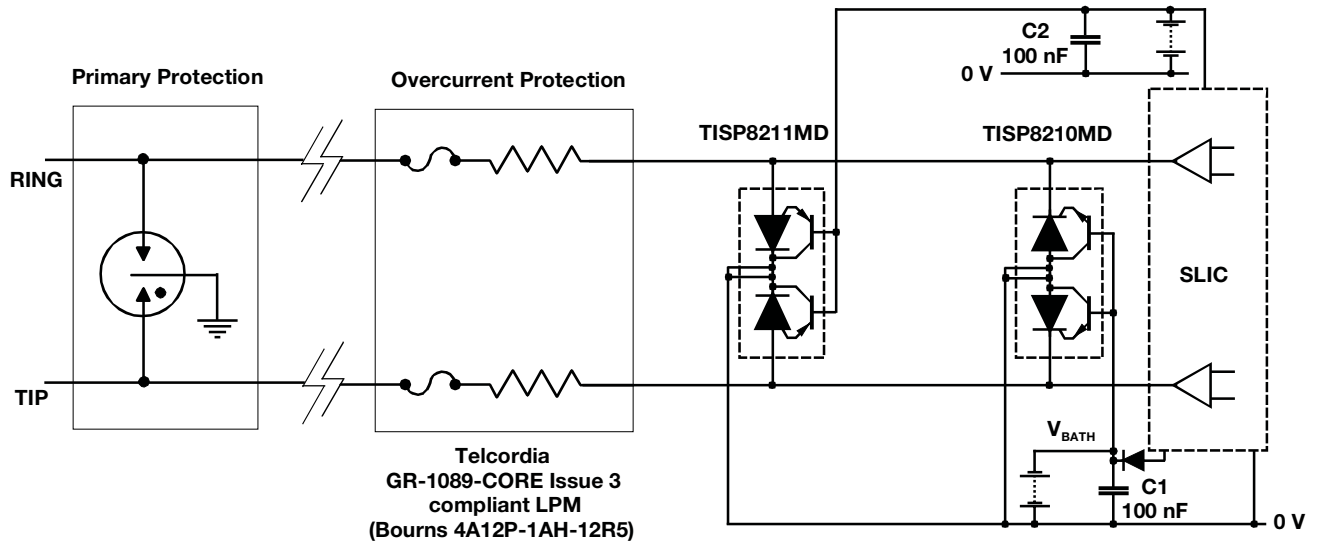 C2
100 nF
0 V
Primary Protection
Overcurrent Protection
TISP8211MD
TISP8210MD
RING
SLIC
TIP
V_BATH
C1
100 nF
0 V
Telcordia
GR-1089-CORE Issue 3
compliant LPM
(Bourns 4A12P-1AH-12R5)